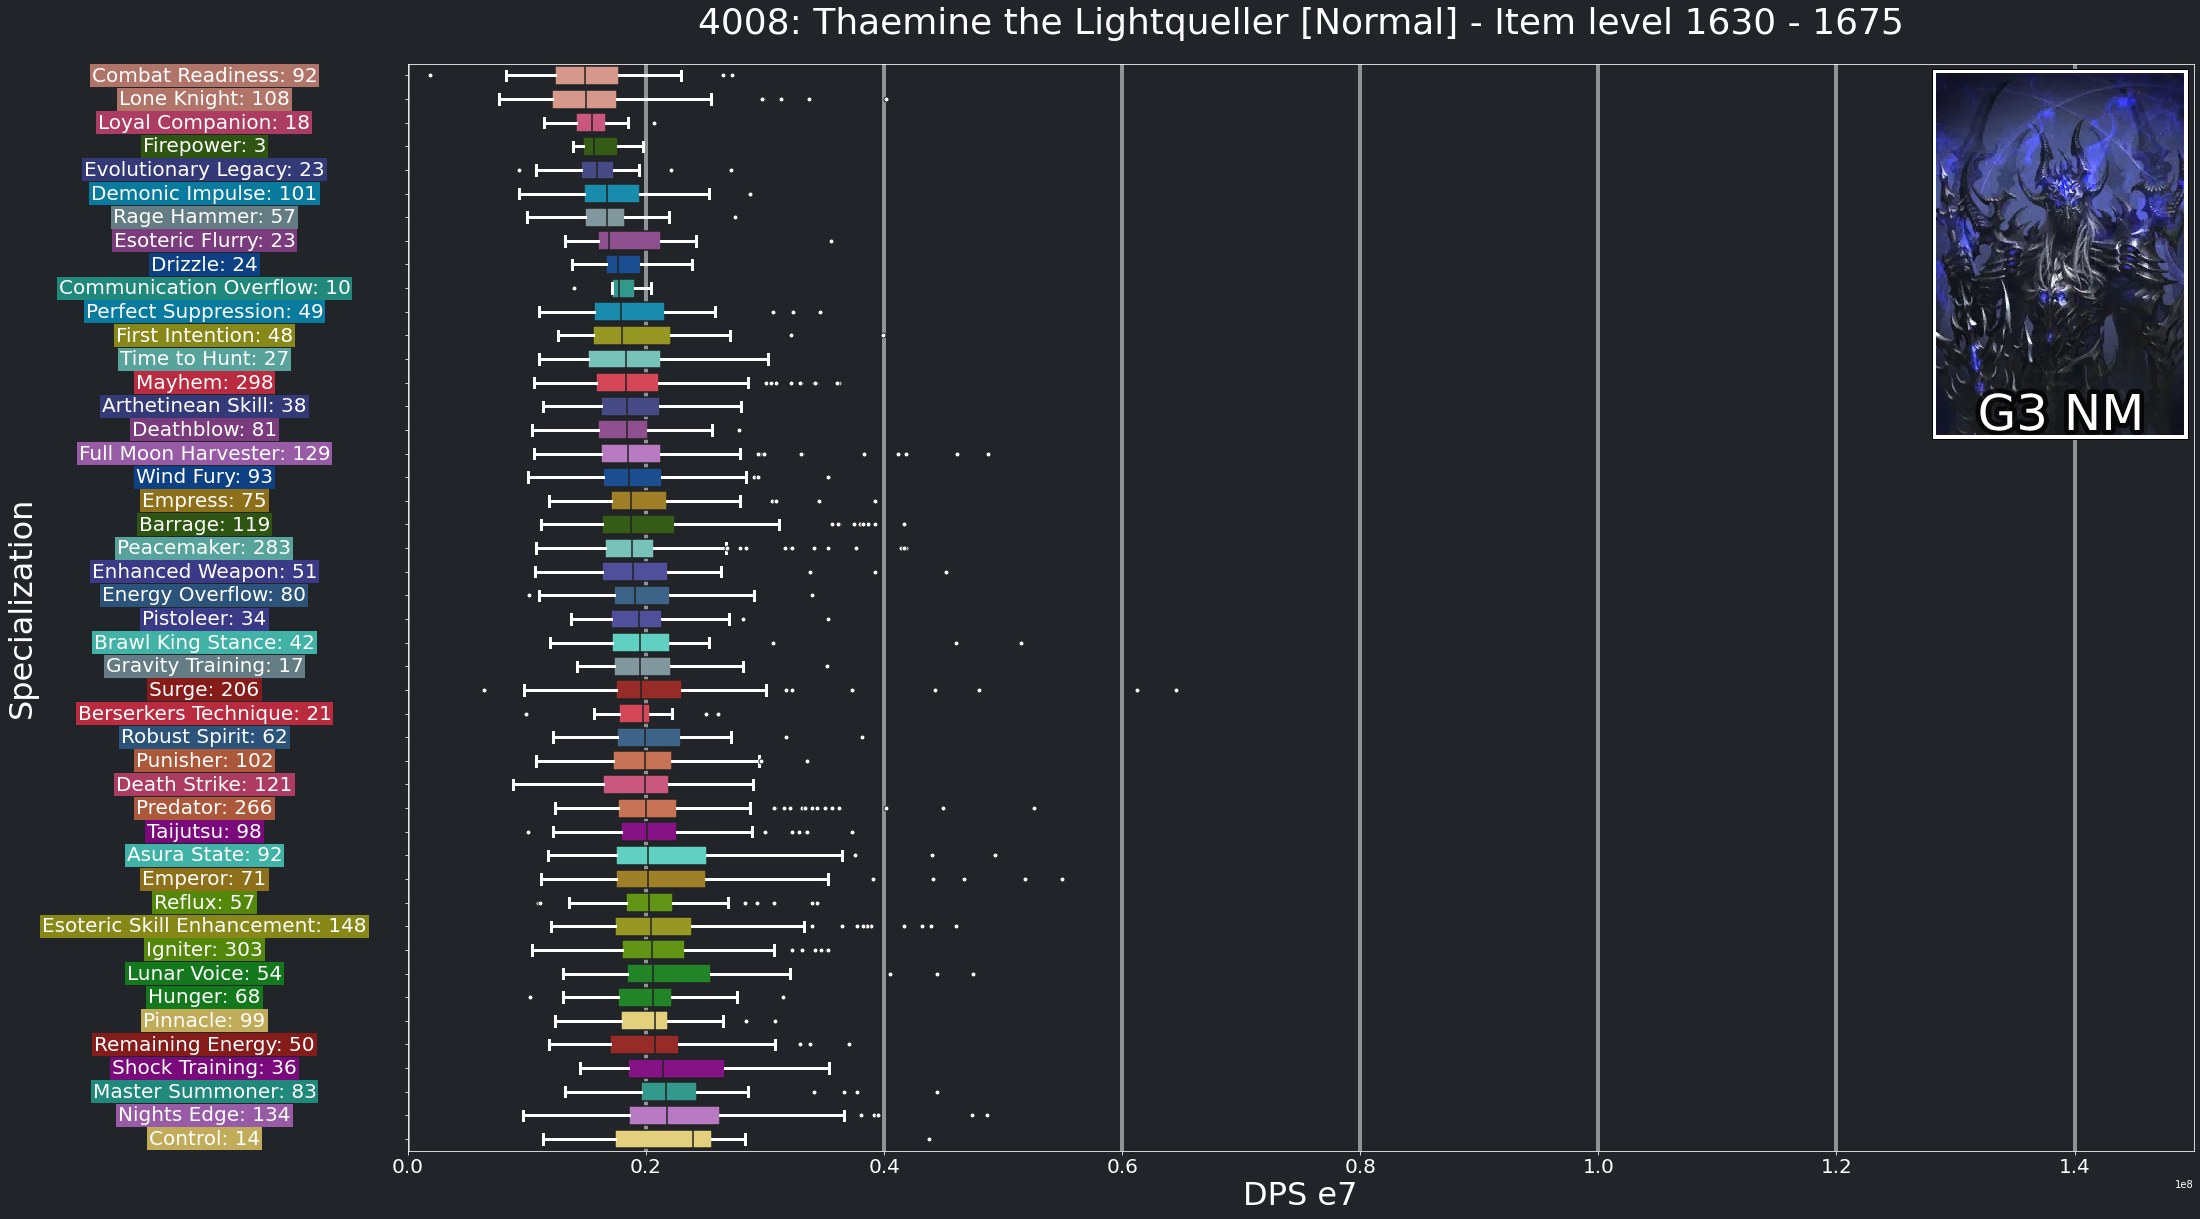 4008: Thaemine the Lightqueller [Normal] - Item level 1630 - 1675
Combat Readiness: 92
Lone Knight: 108
Loyal Companion: 18
Firepower: 3
Evolutionary Legacy: 23
Demonic Impulse: 101
Rage Hammer: 57
Esoteric Flurry: 23
Drizzle: 24
Communication Overflow: 10
Perfect Suppression: 49
First Intention: 48
Time to Hunt: 27
Mayhem: 298
Arthetinean Skill: 38
Deathblow: 81
Full Moon Harvester: 129
Wind Fury: 93
Empress: 75
Barrage: 119
Peacemaker: 283
Enhanced Weapon: 51
Energy Overflow: 80
Pistoleer: 34
Brawl King Stance: 42
Gravity Training: 17
Surge: 206
Berserkers Technique: 21
Robust Spirit: 62
Punisher: 102
Death Strike: 121
Predator: 266
Taijutsu: 98
Asura State: 92
Emperor: 71
Reflux: 57
Esoteric Skill Enhancement: 148
Igniter: 303
Lunar Voice: 54
Hunger: 68
Pinnacle: 99
Remaining Energy: 50
Shock Training: 36
Master Summoner: 83
Nights Edge: 134
Control: 14
Specialization
G3 NM
0.0 0.2 0.4 0.6 0.8 1.0 1.2 1.4
DPS e7
1e8